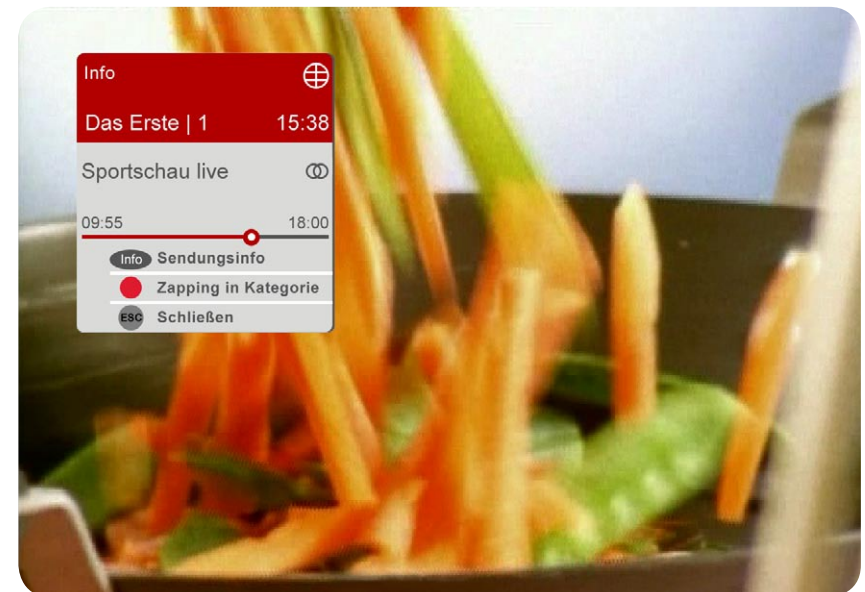 Info
Das Erste | 1 15:38
Sportschau live
09:55 18:00
Info Sendungsinfo
Zapping in Kategorie
ESC Schließen